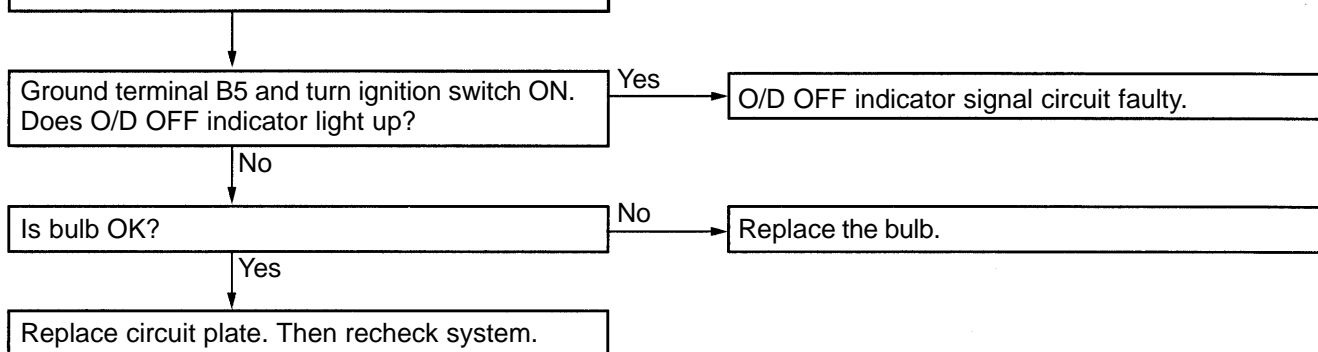 Ground terminal B5 and turn ignition switch ON.
Does O/D OFF indicator light up?
Yes
O/D OFF indicator signal circuit faulty.
No
Is bulb OK?
No
Replace the bulb.
Yes
Replace circuit plate. Then recheck system.